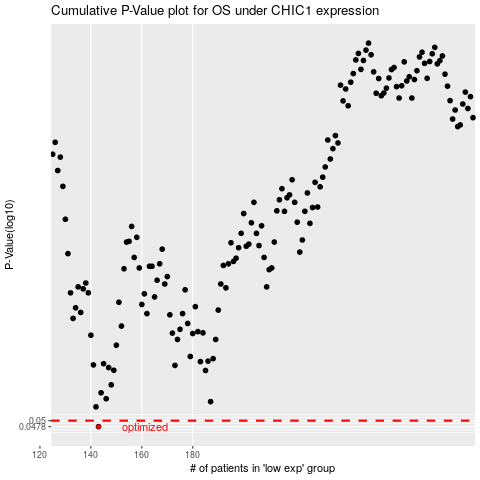 Cumulative P-Value plot for OS under CHIC1 expression
P-Value(log10)
0.05
0.0478
optimized
120 140 160 180
# of patients in 'low exp' group